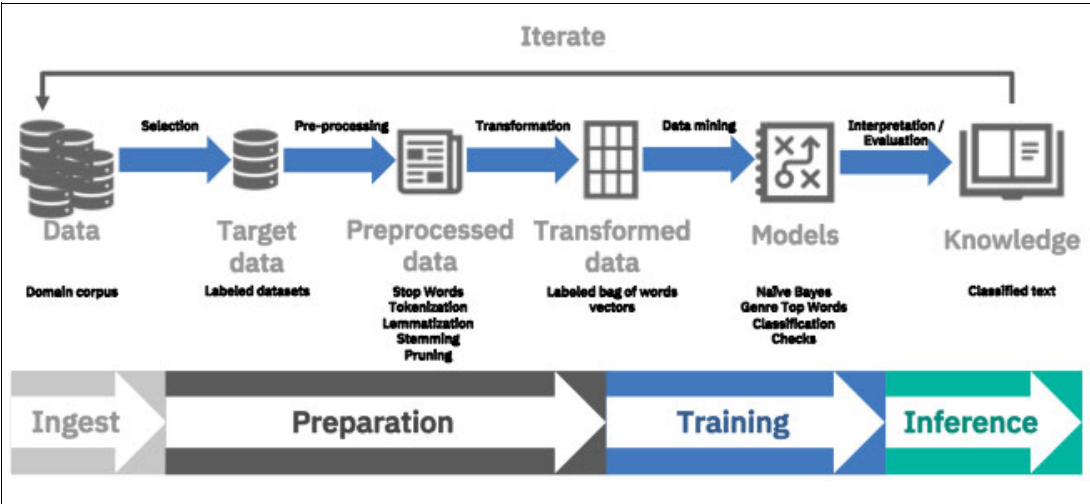 Iterate
Selection
Pre-processing
Transformation
Data mining
Interpretation /
Evaluation
Data
Target
data
Preprocessed
data
Transformed
data
Models
Knowledge
Domain corpus
Labeled datasets
Stop Words
Tokenization
Lemmatization
Stemming
Pruning
Labeled bag of words
vectors
Naïve Bayes
Genre Top Words
Classification
Checks
Classified text
Ingest
Preparation
Training
Inference